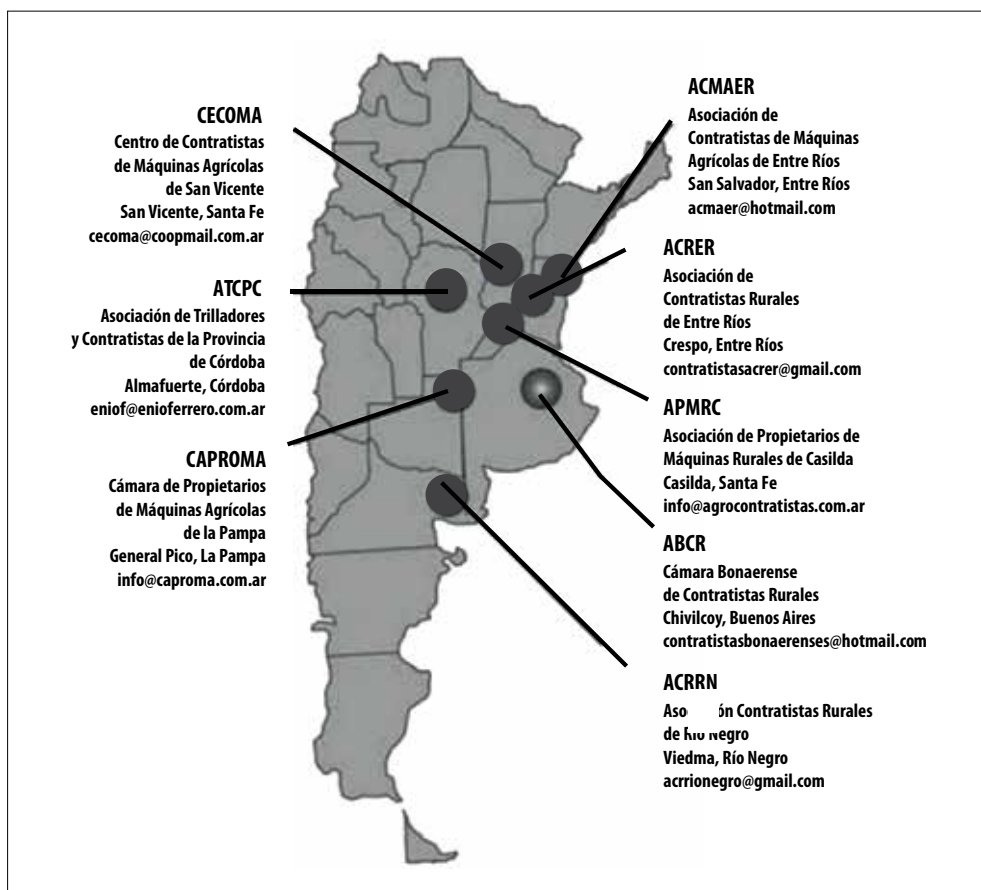 CECOMA
Centro de Contratistas
de Máquinas Agrícolas
de San Vicente
San Vicente, Santa Fe
cecoma@coopmail.com.ar
ATCPC
Asociación de Trilladores
y Contratistas de la Provincia
de Córdoba
Almafuerte, Córdoba
eniof@enioferrero.com.ar
CAPROMA
Cámara de Propietarios
de Máquinas Agrícolas
de la Pampa
General Pico, La Pampa
info@caproma.com.ar
ACMAER
Asociación de
Contratistas de Máquinas
Agrícolas de Entre Ríos
San Salvador, Entre Ríos
acmaer@hotmail.com
ACRER
Asociación de
Contratistas Rurales
de Entre Ríos
Crespo, Entre Ríos
contratistasacrer@gmail.com
APMRC
Asociación de Propietarios de
Máquinas Rurales de Casilda
Casilda, Santa Fe
info@agrocontratistas.com.ar
ABCR
Cámara Bonaerense
de Contratistas Rurales
Chivilcoy, Buenos Aires
contratistasbonaerenses@hotmail.com
ACRRN
Contratistas Rurales
de Río Negro
Viedma, Río Negro
acrrionegro@gmail.com